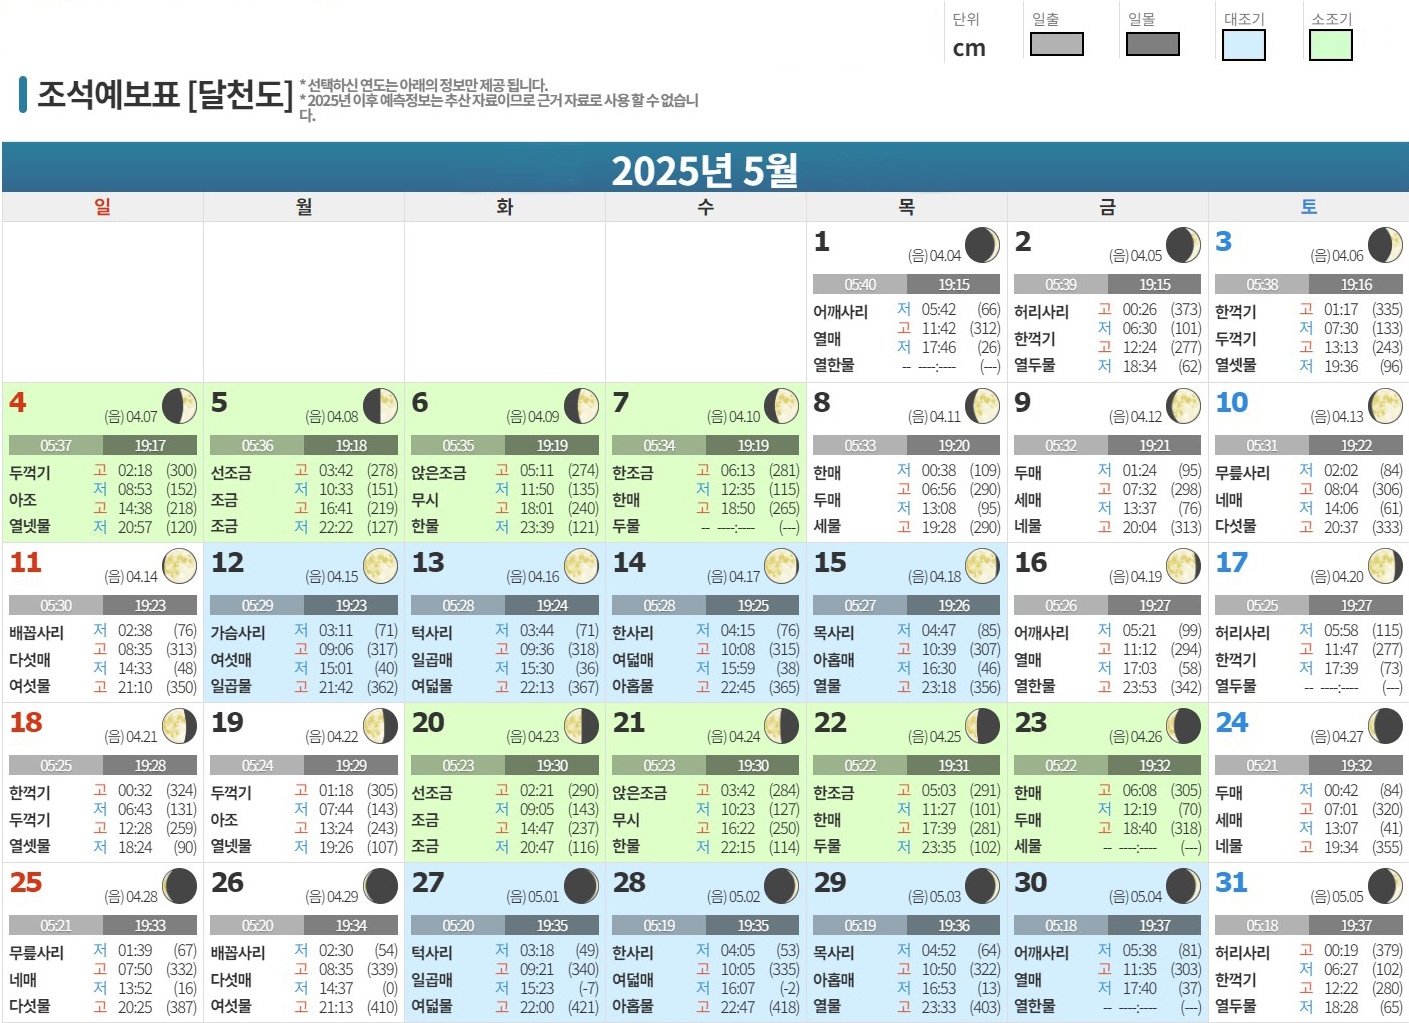 단위 일출 일몰 대조기 소조기
cm
조석예보표 [달천도]
* 선택하신 연도는 아래의 정보만 제공 됩니다.
* 2025년 이후 예측정보는 추산 자료이므로 근거 자료로 사용 할 수 없습니
다.
2025년 5월
일 월 화 수 목 금 토
1 (음) 04.04 2 (음) 04.05 3 (음) 04.06
05:40 19:15 05:39 19:15 05:38 19:16
어깨사리 저 05:42 (66) 허리사리 고 00:26 (373) 한꺽기 고 01:17 (335)
열매 고 11:42 (312) 한꺽기 저 06:30 (101) 두꺽기 저 07:30 (133)
저 17:46 (26) 고 12:24 (277) 고 13:13 (243)
열한물 -- ----:---- (---) 열두물 저 18:34 (62) 열셋물 저 19:36 (96)
4 (음) 04.07 5 (음) 04.08 6 (음) 04.09 7 (음) 04.10 8 (음) 04.11 9 (음) 04.12 10 (음) 04.13
05:37 19:17 05:36 19:18 05:35 19:19 05:34 19:19 05:33 19:20 05:32 19:21 05:31 19:22
두꺽기 고 02:18 (300) 선조금 고 03:42 (278) 앉은조금 고 05:11 (274) 한조금 고 06:13 (281) 한매 저 00:38 (109) 두매 저 01:24 (95) 무릎사리 저 02:02 (84)
아조 저 08:53 (152) 조금 저 10:33 (151) 무시 저 11:50 (135) 한매 저 12:35 (115) 두매 고 06:56 (290) 세매 고 07:32 (298) 네매 고 08:04 (306)
고 14:38 (218) 고 16:41 (219) 고 18:01 (240) 고 18:50 (265) 저 13:08 (95) 저 13:37 (76) 저 14:06 (61)
열넷물 저 20:57 (120) 조금 저 22:22 (127) 한물 저 23:39 (121) 두물 -- ----:---- (---) 세물 고 19:28 (290) 네물 고 20:04 (313) 다섯물 고 20:37 (333)
11 (음) 04.14 12 (음) 04.15 13 (음) 04.16 14 (음) 04.17 15 (음) 04.18 16 (음) 04.19 17 (음) 04.20
05:30 19:23 05:29 19:23 05:28 19:24 05:28 19:25 05:27 19:26 05:26 19:27 05:25 19:27
배꼽사리 저 02:38 (76) 가슴사리 저 03:11 (71) 턱사리 저 03:44 (71) 한사리 저 04:15 (76) 목사리 저 04:47 (85) 어깨사리 저 05:21 (99) 허리사리 저 05:58 (115)
다섯매 고 08:35 (313) 여섯매 고 09:06 (317) 일곱매 고 09:36 (318) 여덟매 고 10:08 (315) 아홉매 고 10:39 (307) 열매 고 11:12 (294) 한꺽기 고 11:47 (277)
저 14:33 (48) 저 15:01 (40) 저 15:30 (36) 저 15:59 (38) 저 16:30 (46) 저 17:03 (58) 저 17:39 (73)
여섯물 고 21:10 (350) 일곱물 고 21:42 (362) 여덟물 고 22:13 (367) 아홉물 고 22:45 (365) 열물 고 23:18 (356) 열한물 고 23:53 (342) 열두물 -- ----:---- (---)
18 (음) 04.21 19 (음) 04.22 20 (음) 04.23 21 (음) 04.24 22 (음) 04.25 23 (음) 04.26 24 (음) 04.27
05:25 19:28 05:24 19:29 05:23 19:30 05:23 19:30 05:22 19:31 05:22 19:32 05:21 19:32
한꺽기 고 00:32 (324) 두꺽기 고 01:18 (305) 선조금 고 02:21 (290) 앉은조금 고 03:42 (284) 한조금 고 05:03 (291) 한매 고 06:08 (305) 두매 저 00:42 (84)
두꺽기 저 06:43 (131) 아조 저 07:44 (143) 조금 저 09:05 (143) 무시 저 10:23 (127) 한매 저 11:27 (101) 두매 저 12:19 (70) 세매 고 07:01 (320)
고 12:28 (259) 고 13:24 (243) 고 14:47 (237) 고 16:22 (250) 고 17:39 (281) 고 18:40 (318) 저 13:07 (41)
열셋물 저 18:24 (90) 열넷물 저 19:26 (107) 조금 저 20:47 (116) 한물 저 22:15 (114) 두물 저 23:35 (102) 세물 -- ----:---- (---) 네물 고 19:34 (355)
25 (음) 04.28 26 (음) 04.29 27 (음) 05.01 28 (음) 05.02 29 (음) 05.03 30 (음) 05.04 31 (음) 05.05
05:21 19:33 05:20 19:34 05:20 19:35 05:19 19:35 05:19 19:36 05:18 19:37 05:18 19:37
무릎사리 저 01:39 (67) 배꼽사리 저 02:30 (54) 턱사리 저 03:18 (49) 한사리 저 04:05 (53) 목사리 저 04:52 (64) 어깨사리 저 05:38 (81) 허리사리 고 00:19 (379)
네매 고 07:50 (332) 다섯매 고 08:35 (339) 일곱매 고 09:21 (340) 여덟매 고 10:05 (335) 아홉매 고 10:50 (322) 열매 고 11:35 (303) 한꺽기 저 06:27 (102)
저 13:52 (16) 저 14:37 (0) 저 15:23 (-7) 저 16:07 (-2) 저 16:53 (13) 저 17:40 (37) 고 12:22 (280)
다섯물 고 20:25 (387) 여섯물 고 21:13 (410) 여덟물 고 22:00 (421) 아홉물 고 22:47 (418) 열물 고 23:33 (403) 열한물 -- ----:---- (---) 열두물 저 18:28 (65)